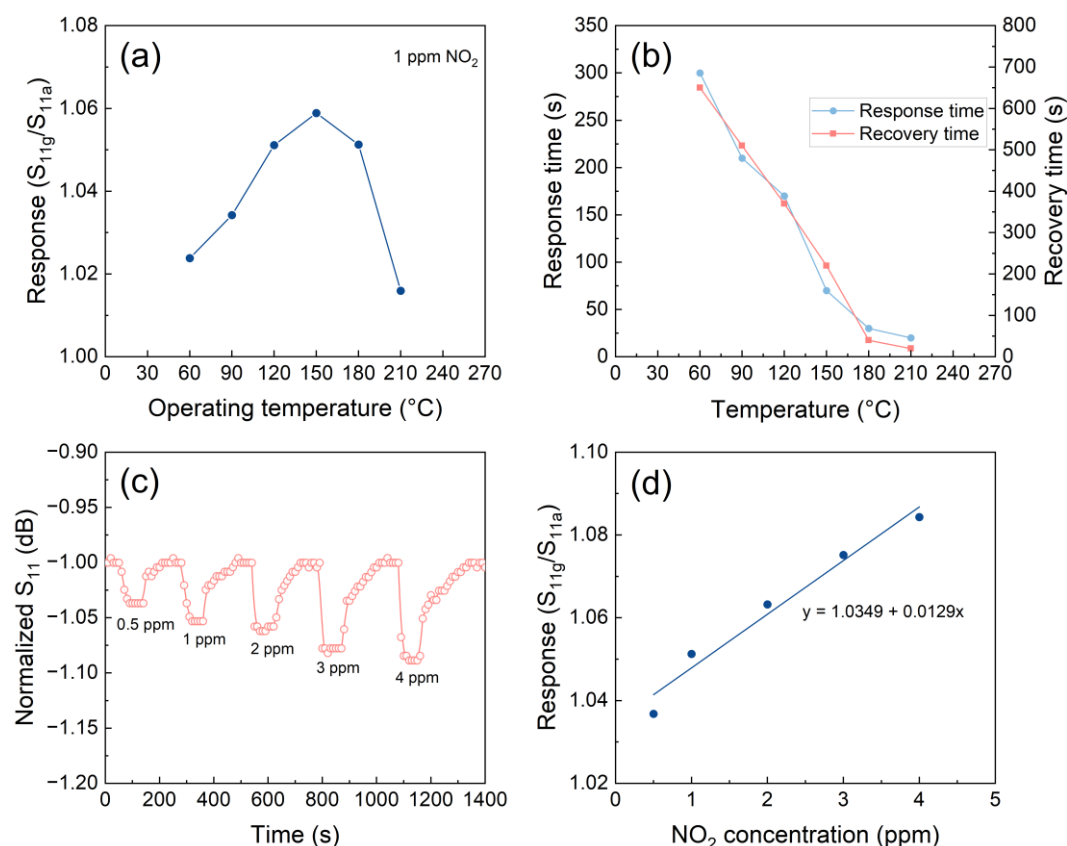 (a)
1 ppm NO₂
Response (S₁₁g/S₁₁a)
1.08
1.06
1.04
1.02
1.00
0 30 60 90 120 150 180 210 240 270
Operating temperature (°C)
(b)
Response time
Recovery time
Response time (s)
350
300
250
200
150
100
50
0
Recovery time (s)
800
700
600
500
400
300
200
100
0
0 30 60 90 120 150 180 210 240 270
Temperature (°C)
(c)
Normalized S₁₁ (dB)
−0.90
−0.95
−1.00
−1.05
−1.10
−1.15
−1.20
0.5 ppm
1 ppm
2 ppm
3 ppm
4 ppm
0 200 400 600 800 1000 1200 1400
Time (s)
(d)
Response (S₁₁g/S₁₁a)
1.10
1.08
1.06
1.04
1.02
y = 1.0349 + 0.0129x
0 1 2 3 4 5
NO₂ concentration (ppm)